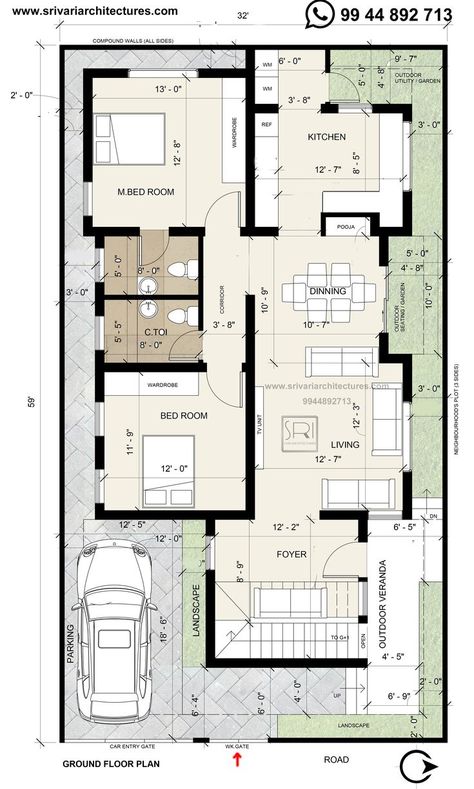 www.srivariarchitectures.com
99 44 892 713
32'
COMPOUND WALLS (ALL SIDES)
2' - 0"
13' - 0"
12' - 8"
WARDROBE
M.BED ROOM
WM
WM
6' - 0"
3' - 8"
5' - 0"
4' - 8"
9' - 7"
OUTDOOR
UTILITY / GARDEN
REF
KITCHEN
12' - 7"
8' - 5"
3' - 0"
POOJA
5' - 0"
8' - 0"
3' - 0"
5' - 5"
C.TOI
8' - 0"
CORRIDOR
3' - 8"
10' - 9"
DINNING
10' - 7"
5' - 0"
4' - 8"
10' - 0"
OUTDOOR
SEATING / GARDEN
59'
WARDROBE
BED ROOM
11' - 9"
12' - 0"
www.srivariarchitectures.com
9944892713
SRI
TV UNIT
12' - 3"
LIVING
12' - 7"
3' - 0"
NEIGHBOURHOOD'S PLOT (3 SIDES)
DN
12' - 5"
12' - 0"
12' - 2"
6' - 5"
FOYER
8' - 9"
LANDSCAPE
PARKING
18' - 6"
TO G+1
OPEN
OUTDOOR VERANDA
4' - 5"
UP
6' - 9"
2' - 0"
6' - 4"
4' - 0"
LANDSCAPE
2' - 0"
CAR ENTRY GATE
WK.GATE
GROUND FLOOR PLAN
ROAD